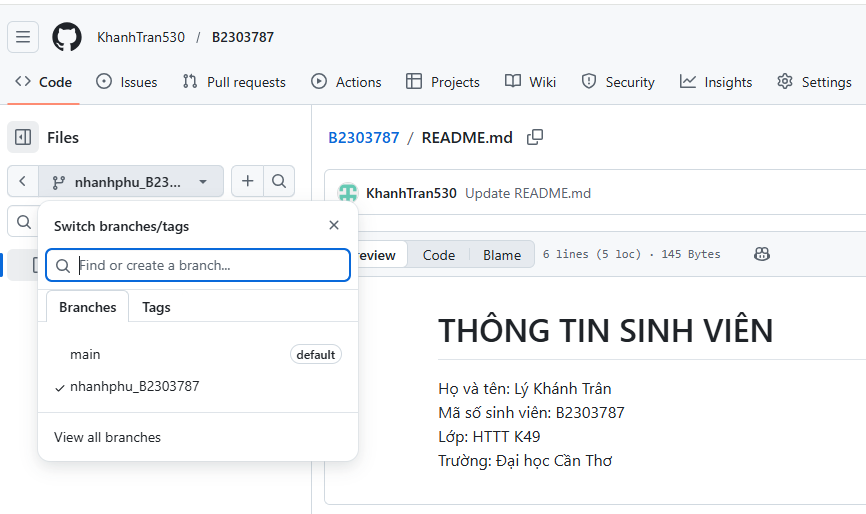 KhanhTran530 / B2303787
Code Issues Pull requests Actions Projects Wiki Security Insights Settings
Files
B2303787 / README.md
nhanhphu_B23...
KhanhTran530 Update README.md
Switch branches/tags
Find or create a branch...
Code Blame 6 lines (5 loc) · 145 Bytes
Branches Tags
main default
nhanhphu_B2303787
View all branches
THÔNG TIN SINH VIÊN
Họ và tên: Lý Khánh Trân
Mã số sinh viên: B2303787
Lớp: HTTT K49
Trường: Đại học Cần Thơ